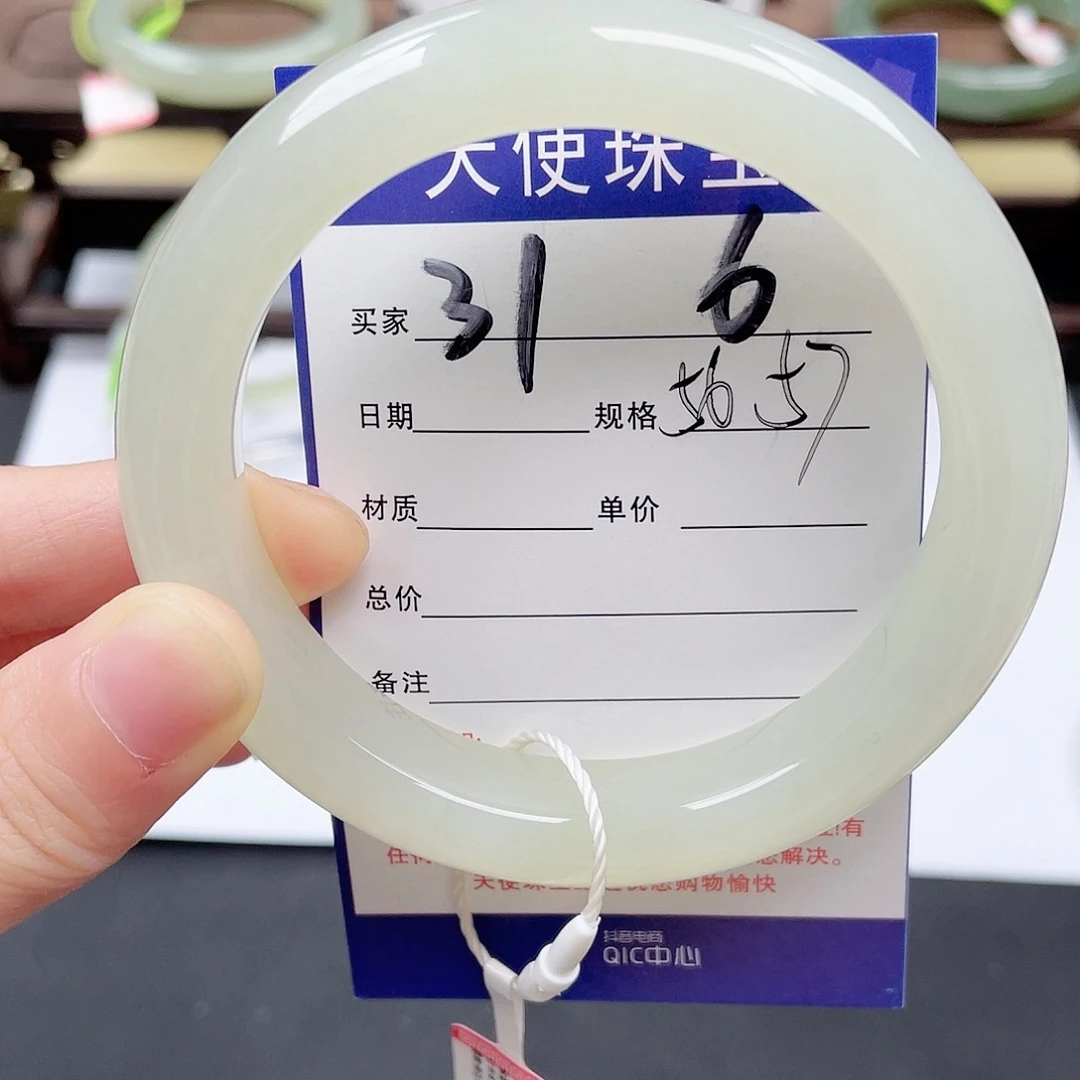 天使珠宝
买家 31 6
日期 规格 56 57
材质 单价
总价
备注
有
任何 解决。
天使珠宝 购物愉快
抖音电商
QIC中心